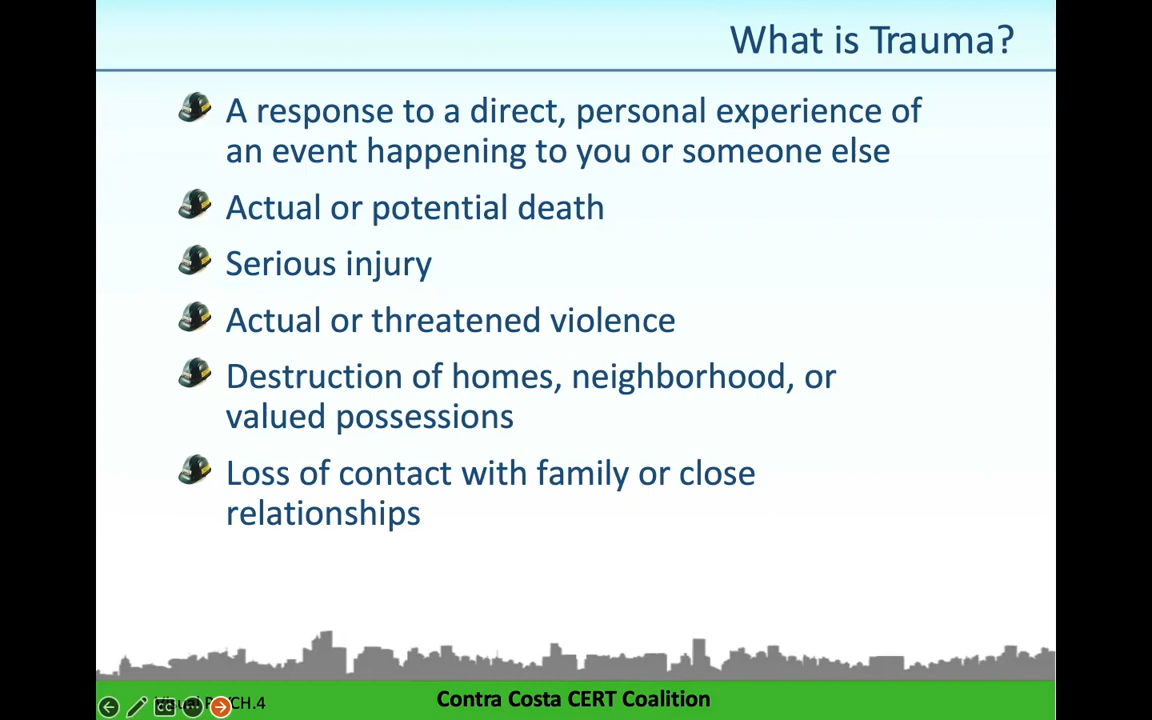 What is Trauma?
A response to a direct, personal experience of
an event happening to you or someone else
Actual or potential death
Serious injury
Actual or threatened violence
Destruction of homes, neighborhood, or
valued possessions
Loss of contact with family or close
relationships
CH.4
Contra Costa CERT Coalition